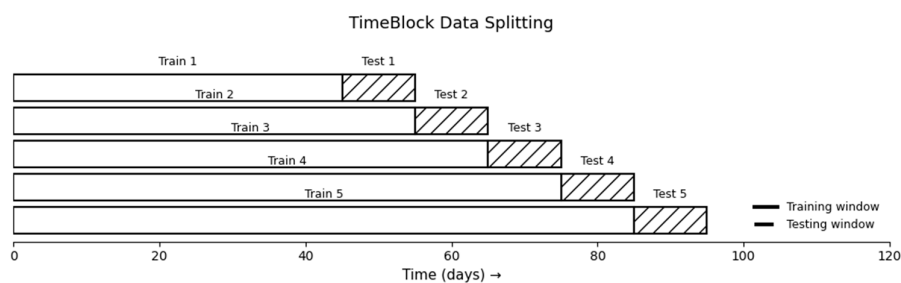 TimeBlock Data Splitting
Train 1 Test 1
Train 2 Test 2
Train 3 Test 3
Train 4 Test 4
Train 5 Test 5
Training window
Testing window
0 20 40 60 80 100 120
Time (days) →